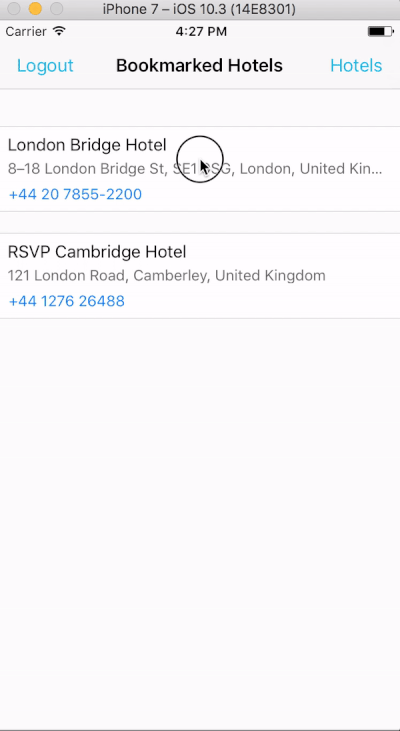 iPhone 7 – iOS 10.3 (14E8301)
Carrier 4:27 PM
Logout Bookmarked Hotels Hotels
London Bridge Hotel
8–18 London Bridge St, SE1 SG, London, United Kin...
+44 20 7855-2200
RSVP Cambridge Hotel
121 London Road, Camberley, United Kingdom
+44 1276 26488